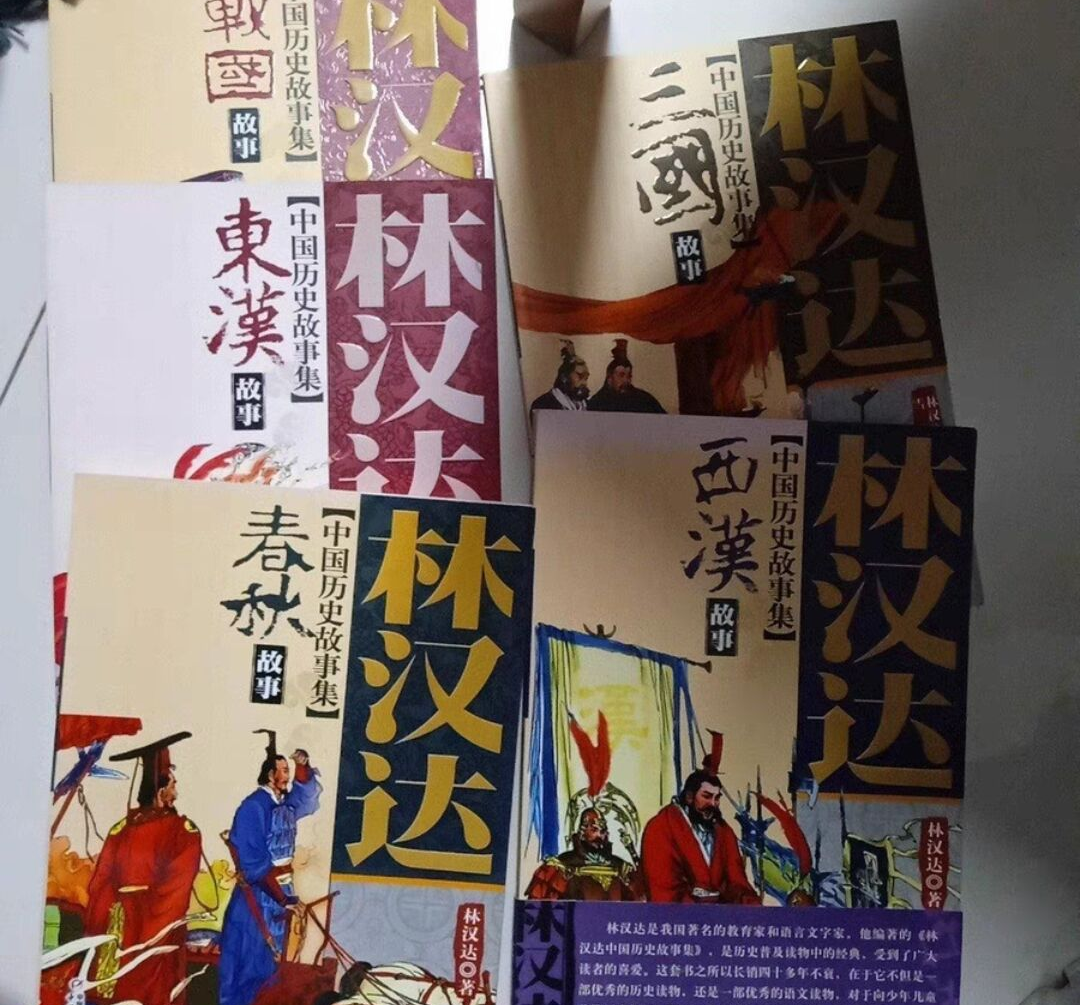 戰國
故事
中国历史故事集】
林汉
三國
故事
【中国历史故事集】
林汉达
林汉
東漢
故事
【中国历史故事集】
林汉达
西漢
故事
【中国历史故事集】
林汉达
漢
林汉达◎著
春秋
故事
【中国历史故事集】
林汉达
林汉达◎著
林汉达是我国著名的教育家和语言文字家。他编著的《林
汉达中国历史故事集》，是历史普及读物中的经典，受到了广大
读者的喜爱。这套书之所以长销四十多年不衰，在于它不但是一
部优秀的历史读物，还是一部优秀的语文读物，对于向少年儿童
林汉